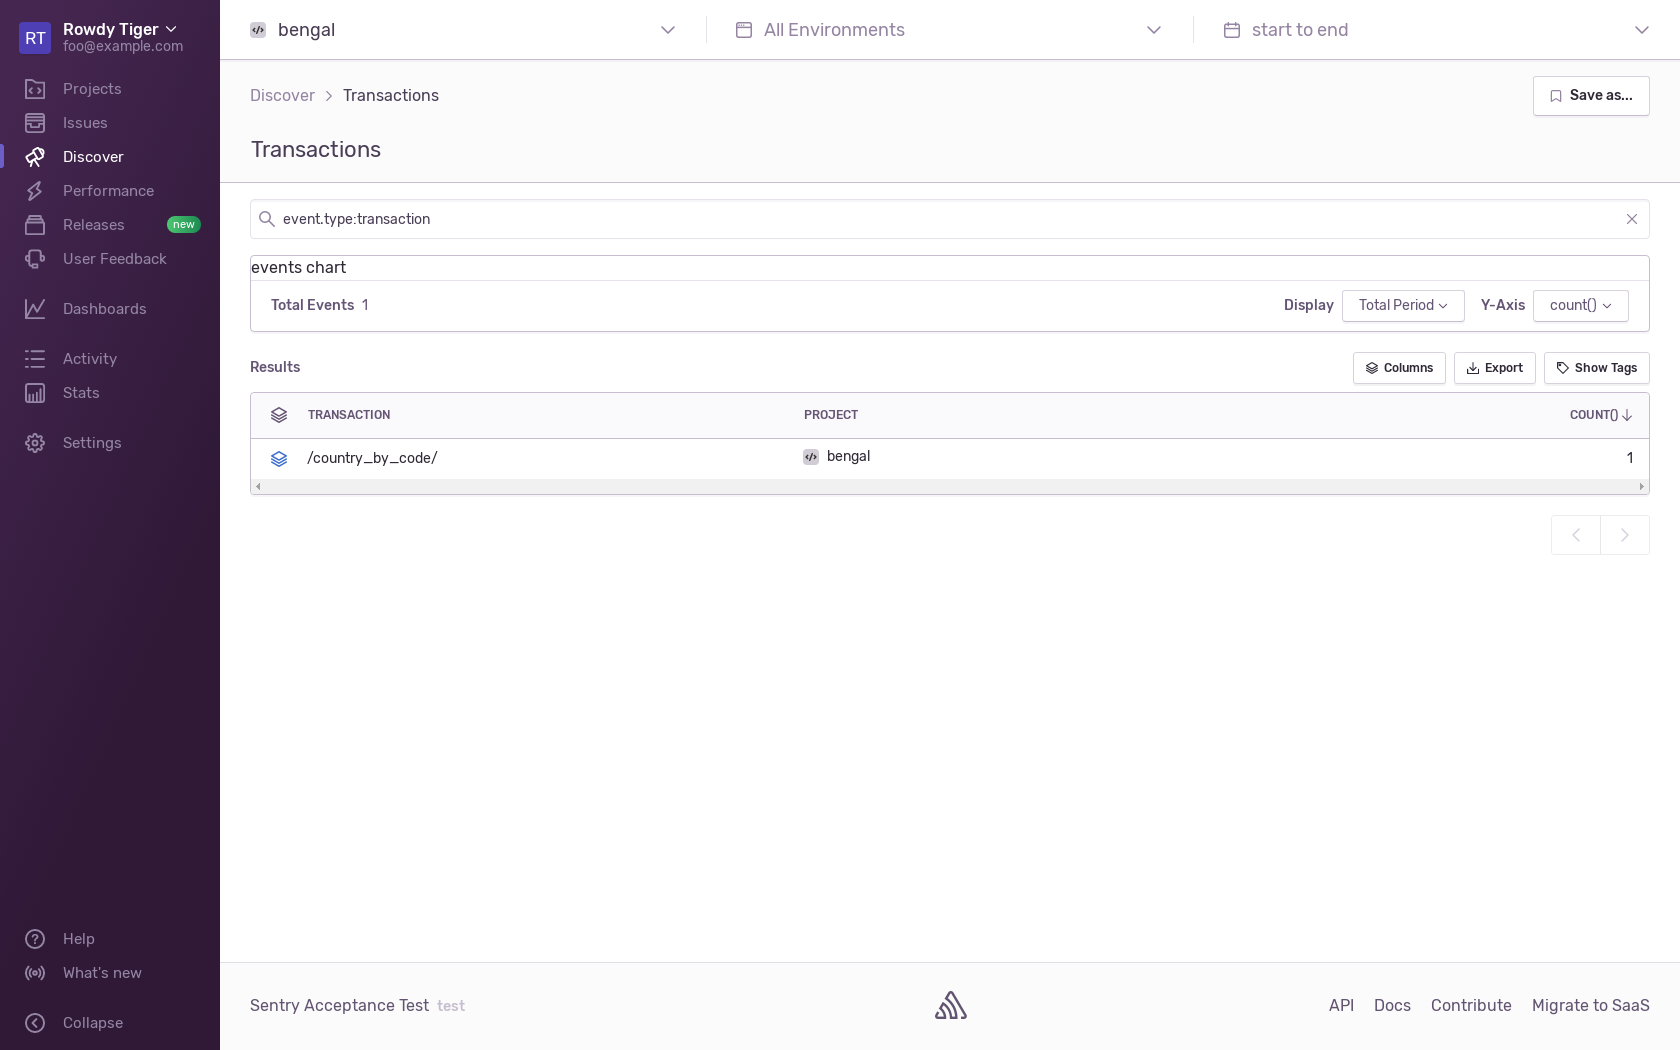 RT
Rowdy Tiger
foo@example.com
Projects
Issues
Discover
Performance
Releases new
User Feedback
Dashboards
Activity
Stats
Settings
Help
What's new
Collapse
bengal
All Environments
start to end
Discover > Transactions
Save as...
Transactions
event.type:transaction
events chart
Total Events 1
Display Total Period
Y-Axis count()
Results
Columns
Export
Show Tags
TRANSACTION PROJECT COUNT()
/country_by_code/ bengal 1
Sentry Acceptance Test test
API Docs Contribute Migrate to SaaS